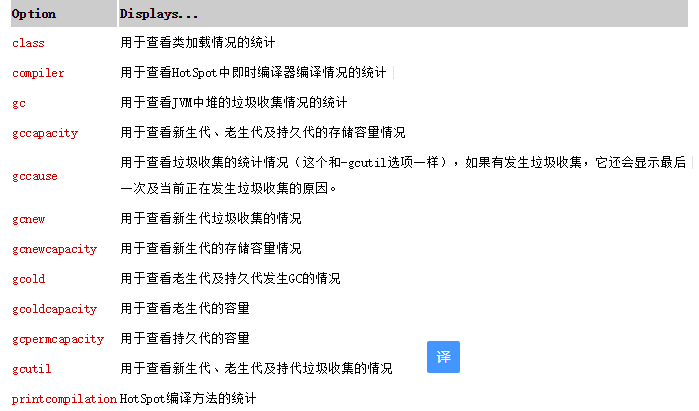 Option Displays...
class 用于查看类加载情况的统计
compiler 用于查看HotSpot中即时编译器编译情况的统计
gc 用于查看JVM中堆的垃圾收集情况的统计
gccapacity 用于查看新生代、老生代及持久代的存储容量情况
gccause 用于查看垃圾收集的统计情况（这个和-gcutil选项一样），如果有发生垃圾收集，它还会显示最后
一次及当前正在发生垃圾收集的原因。
gcnew 用于查看新生代垃圾收集的情况
gcnewcapacity 用于查看新生代的存储容量情况
gcold 用于查看老生代及持久代发生GC的情况
gcoldcapacity 用于查看老生代的容量
gcpermcapacity 用于查看持久代的容量
gcutil 用于查看新生代、老生代及持代垃圾收集的情况
printcompilation HotSpot编译方法的统计
译